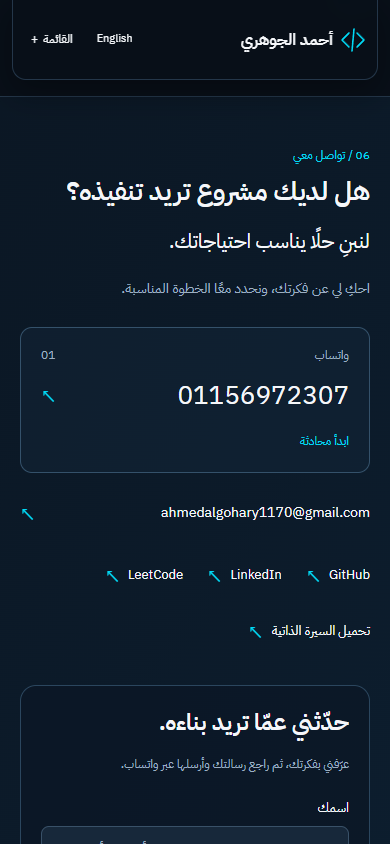 أحمد الجوهري
English
القائمة +
06 / تواصل معي
هل لديك مشروع تريد تنفيذه؟
لنبنِ حلًا يناسب احتياجاتك.
احكِ لي عن فكرتك، ونحدد معًا الخطوة المناسبة.
واتساب
01
01156972307
ابدأ محادثة
ahmedalgohary1170@gmail.com
GitHub
LinkedIn
LeetCode
تحميل السيرة الذاتية
حدّثني عمّا تريد بناءه.
عرّفني بفكرتك، ثم راجع رسالتك وأرسلها عبر واتساب.
اسمك